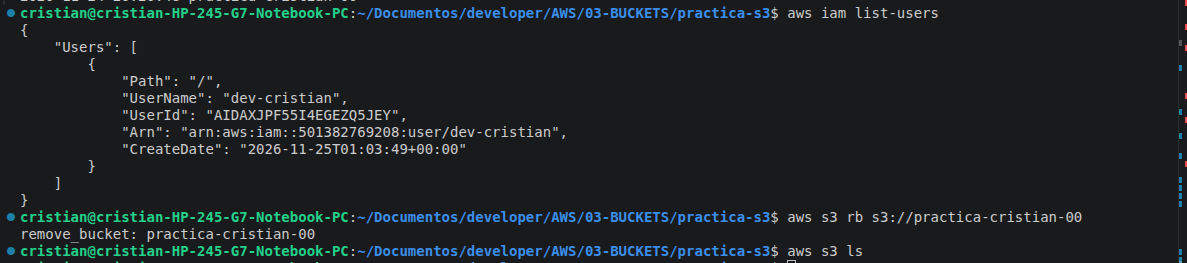 cristian@cristian-HP-245-G7-Notebook-PC:~/Documentos/developer/AWS/03-BUCKETS/practica-s3$ aws iam list-users
{
    "Users": [
        {
            "Path": "/",
            "UserName": "dev-cristian",
            "UserId": "AIDAXJPF55I4EGEZQ5JEY",
            "Arn": "arn:aws:iam::501382769208:user/dev-cristian",
            "CreateDate": "2026-11-25T01:03:49+00:00"
        }
    ]
}
cristian@cristian-HP-245-G7-Notebook-PC:~/Documentos/developer/AWS/03-BUCKETS/practica-s3$ aws s3 rb s3://practica-cristian-00
remove_bucket: practica-cristian-00
cristian@cristian-HP-245-G7-Notebook-PC:~/Documentos/developer/AWS/03-BUCKETS/practica-s3$ aws s3 ls